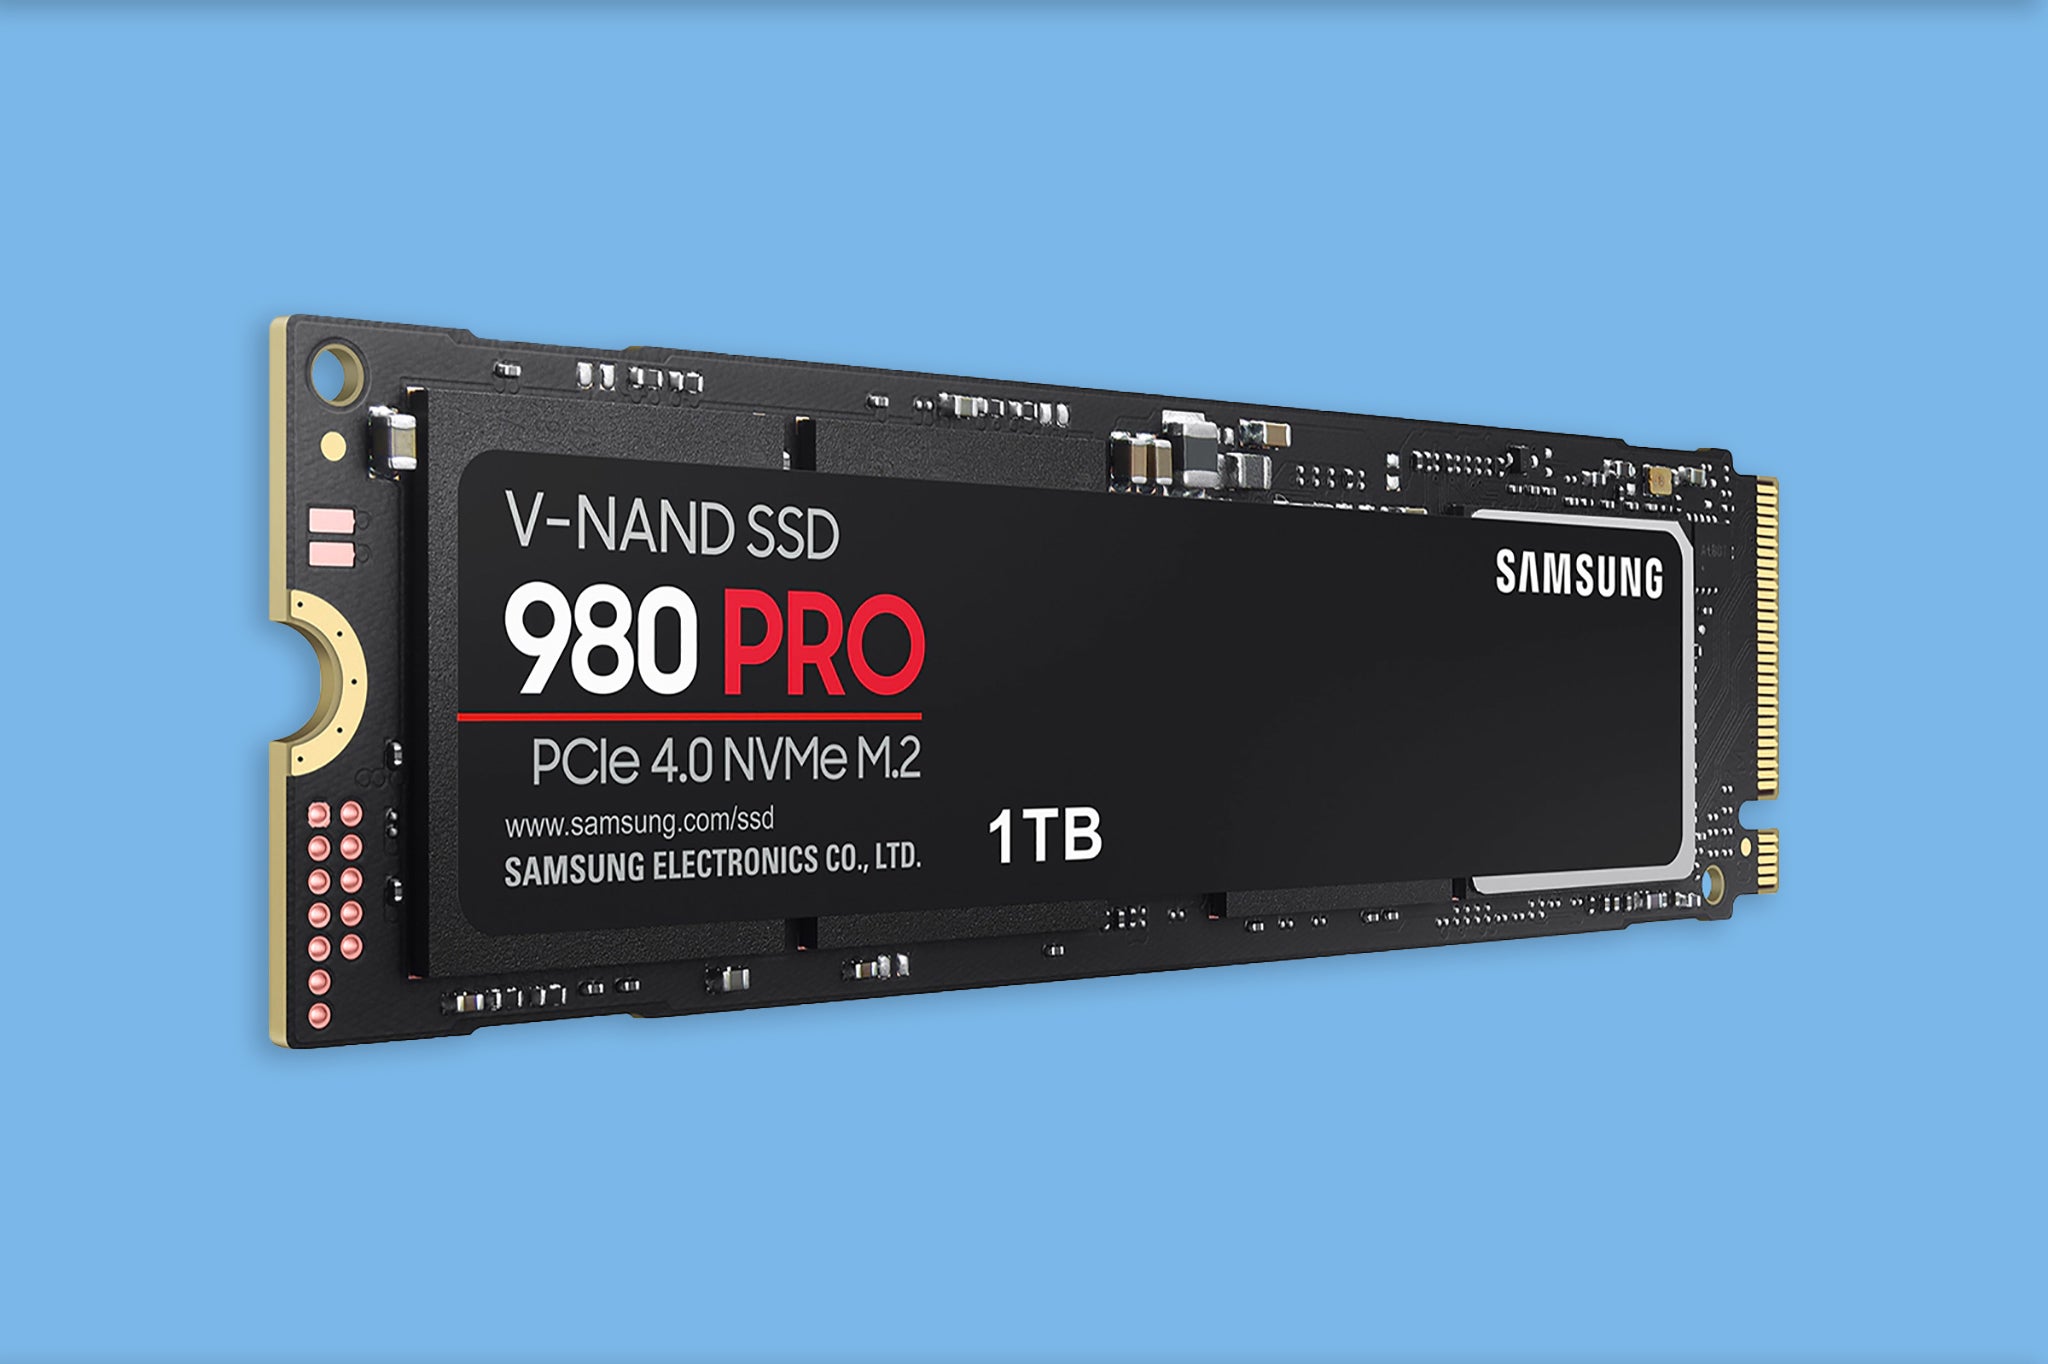 V-NAND SSD
980 PRO
PCIe 4.0 NVMe M.2
www.samsung.com/ssd
SAMSUNG ELECTRONICS CO., LTD.
1TB
SAMSUNG